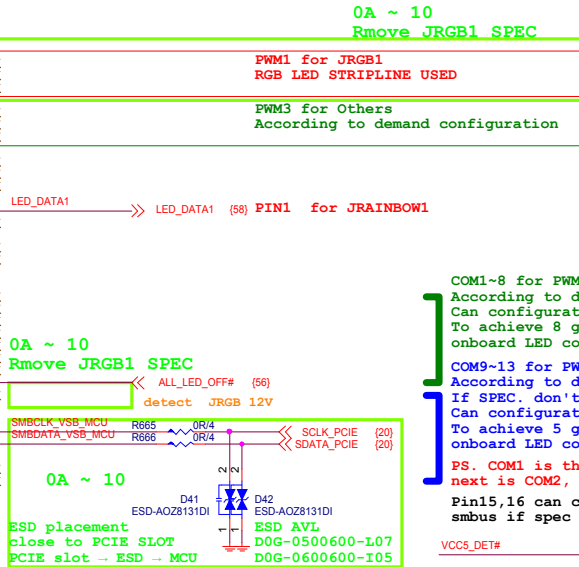 0A ~ 10
Rmove JRGB1 SPEC
PWM1 for JRGB1
RGB LED STRIPLINE USED
PWM3 for Others
According to demand configuration
LED_DATA1
LED_DATA1 {58} PIN1 for JRAINBOW1
COM1~8 for PWM
According to d
Can configurat
To achieve 8 g
onboard LED co
0A ~ 10
Rmove JRGB1 SPEC
ALL_LED_OFF# {56}
detect JRGB 12V
COM9~13 for PW
According to d
If SPEC. don't
Can configurat
To achieve 5 g
onboard LED co
SMBCLK_VSB_MCU R665 0R/4 SCLK_PCIE {20}
SMBDATA_VSB_MCU R666 0R/4 SDATA_PCIE {20}
PS. COM1 is th
next is COM2,
0A ~ 10
2 2
D41 D42
ESD-AOZ8131DI ESD-AOZ8131DI
1 1
Pin15,16 can c
smbus if spec
ESD placement
close to PCIE SLOT
PCIE slot → ESD → MCU
ESD AVL
D0G-0500600-L07
D0G-0600600-I05
VCC5_DET#